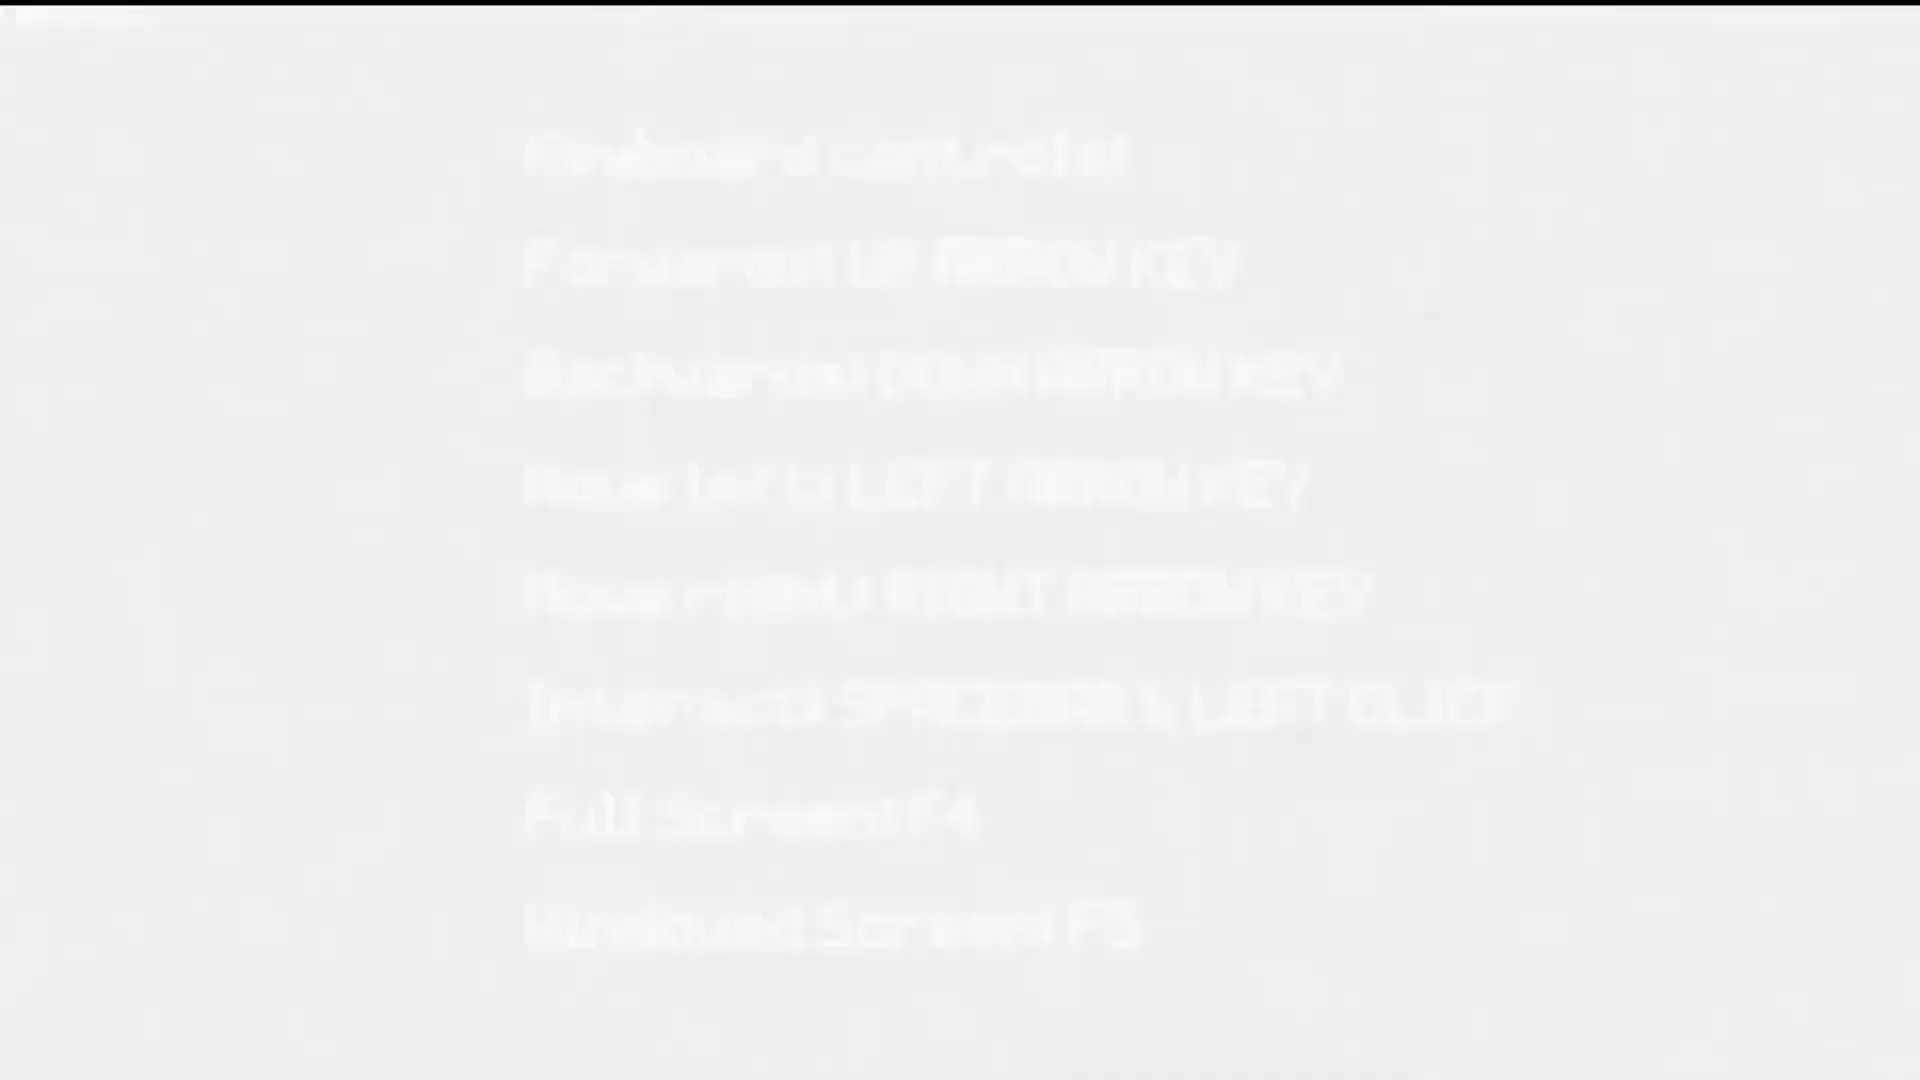 Keyboard controls:
Forwards: UP ARROW KEY
Backwards: DOWN ARROW KEY
Move left: LEFT ARROW KEY
Move right: RIGHT ARROW KEY
Interact: SPACEBAR & LEFT CLICK
Full Screen: F4
Windowed Screen: F5